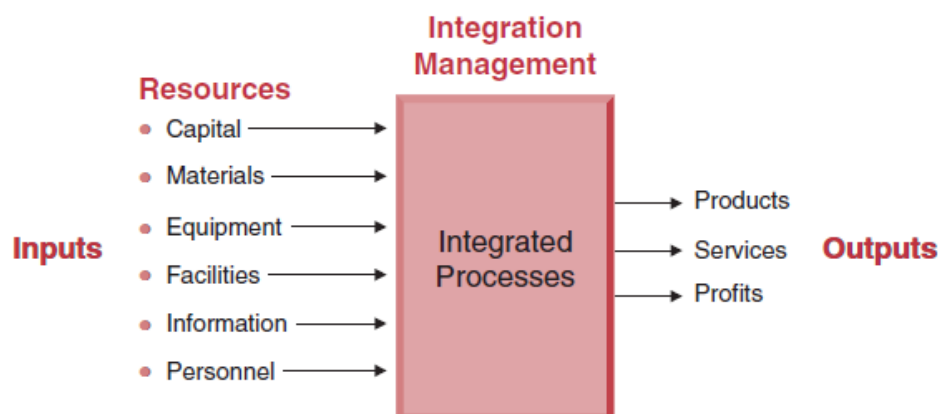 Integration
Management
Resources
Capital
Materials
Equipment
Facilities
Information
Personnel
Inputs
Integrated
Processes
Products
Services
Profits
Outputs